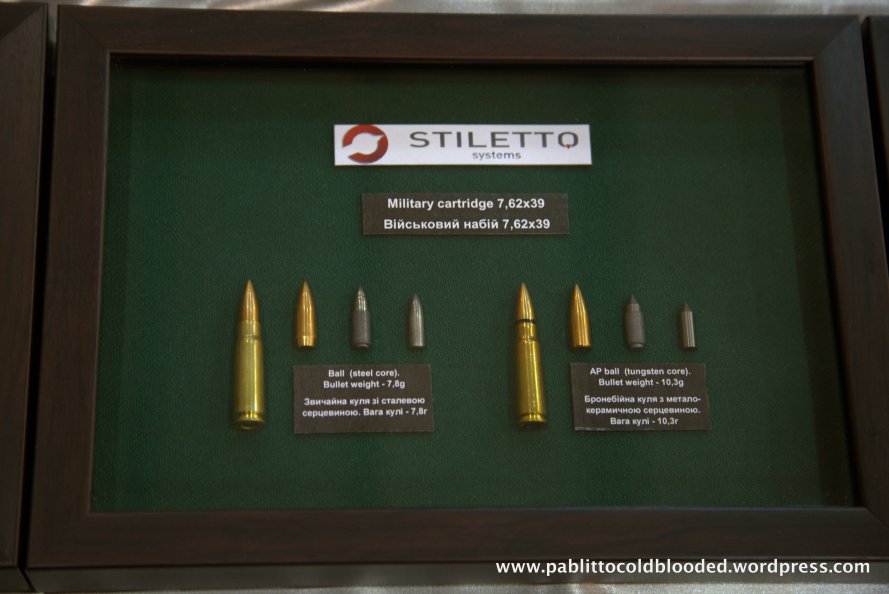 STILETTO
systems
Military cartridge 7,62x39
Військовий набій 7,62x39
Ball (steel core).
Bullet weight - 7,8g
Звичайна куля зі сталевою
серцевиною. Вага кулі - 7,8г
AP ball (tungsten core).
Bullet weight - 10,3g
Бронебійна куля з метало-
керамичною серцевиною.
Вага кулі - 10,3г
www.pablittocoldblooded.wordpress.com